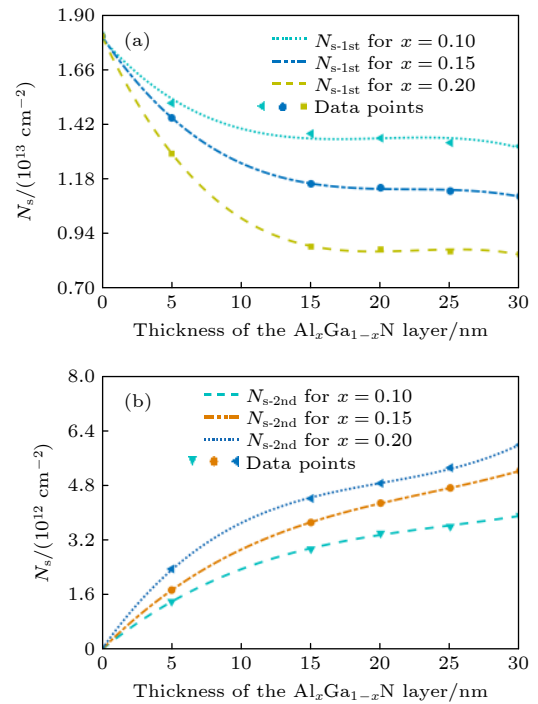 1.90
(a)
N_s-1st for x = 0.10
1.66
N_s-1st for x = 0.15
N_s-1st for x = 0.20
1.42
Data points
N_s/(10^13 cm^−2)
1.18
0.94
0.70
0 5 10 15 20 25 30
Thickness of the Al_xGa_1−xN layer/nm
8.0
(b)
N_s-2nd for x = 0.10
N_s-2nd for x = 0.15
6.4
N_s-2nd for x = 0.20
Data points
4.8
N_s/(10^12 cm^−2)
3.2
1.6
0
0 5 10 15 20 25 30
Thickness of the Al_xGa_1−xN layer/nm